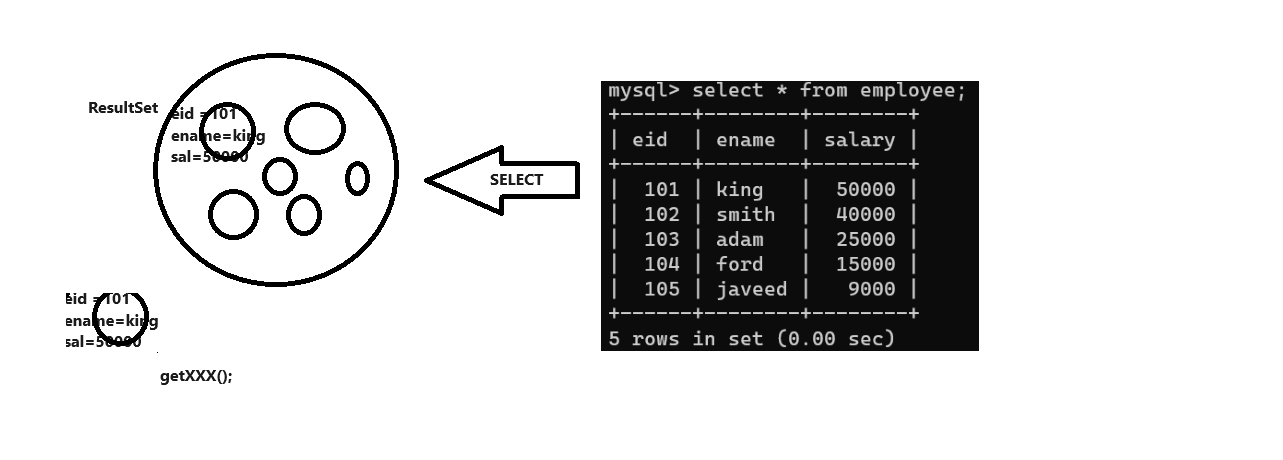 ResultSet
eid =101
ename=king
sal=50000
SELECT
mysql> select * from employee;
+------+--------+--------+
| eid  | ename  | salary |
+------+--------+--------+
|  101 | king   |  50000 |
|  102 | smith  |  40000 |
|  103 | adam   |  25000 |
|  104 | ford   |  15000 |
|  105 | javeed |   9000 |
+------+--------+--------+
5 rows in set (0.00 sec)
eid =101
ename=king
sal=50000
getXXX();